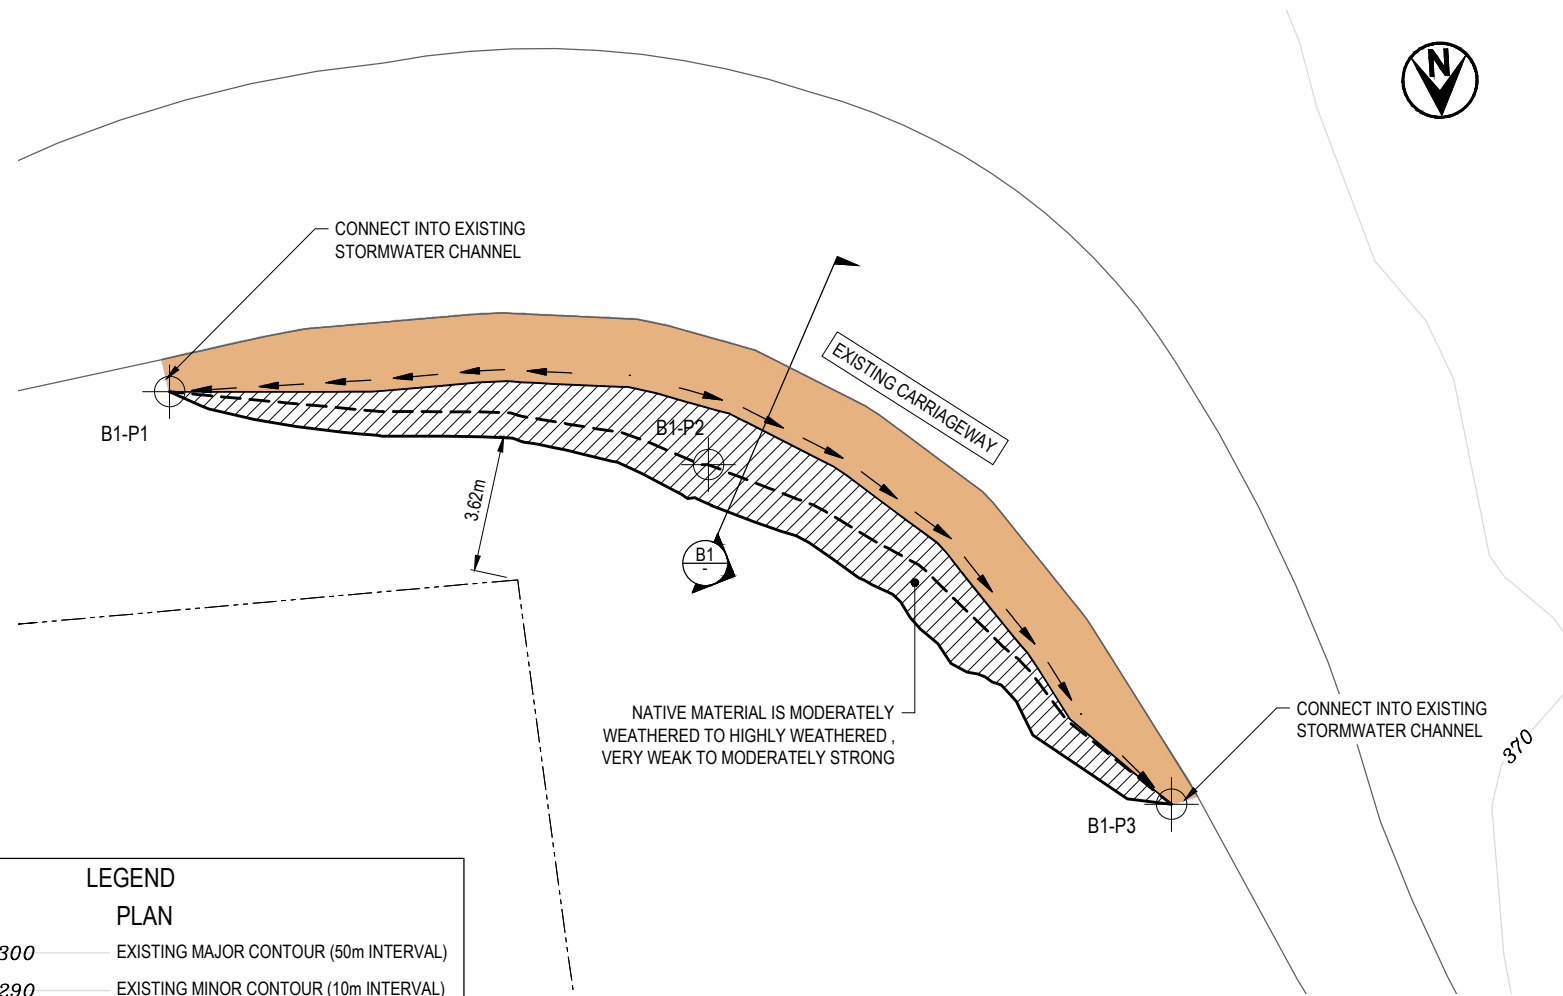 N
CONNECT INTO EXISTING
STORMWATER CHANNEL
EXISTING CARRIAGEWAY
B1-P1
B1-P2
3.62m
B1
-
NATIVE MATERIAL IS MODERATELY
WEATHERED TO HIGHLY WEATHERED ,
VERY WEAK TO MODERATELY STRONG
CONNECT INTO EXISTING
STORMWATER CHANNEL
370
B1-P3
LEGEND
PLAN
300 EXISTING MAJOR CONTOUR (50m INTERVAL)
290 EXISTING MINOR CONTOUR (10m INTERVAL)